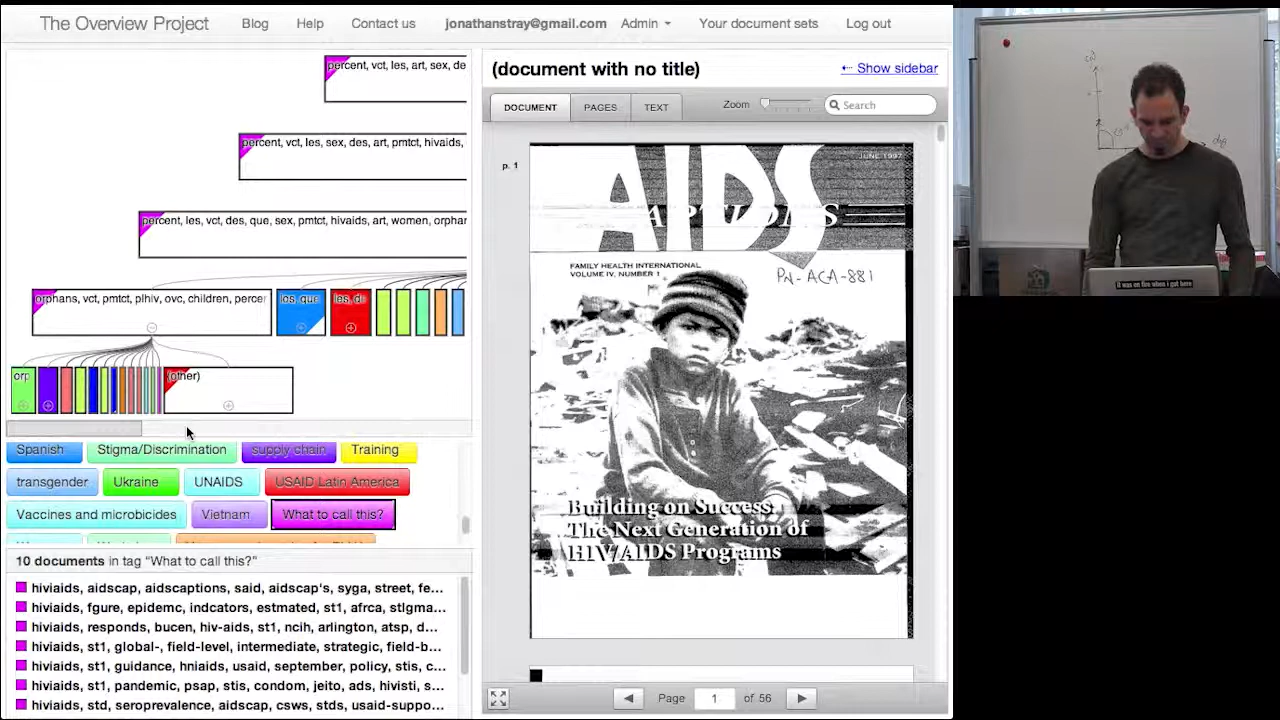 The Overview Project Blog Help Contact us jonathanstray@gmail.com Admin Your document sets Log out
percent, vct, les, art, sex, de
percent, vct, les, sex, des, art, pmtct, hivaids,
percent, les, vct, des, que, sex, pmtct, hivaids, art, women, orphar
orphans, vct, pmtct, plhiv, ovc, children, percer
los, que
les, de
orp
(other)
Spanish Stigma/Discrimination supply chain Training
transgender Ukraine UNAIDS USAID Latin America
Vaccines and microbicides Vietnam What to call this?
10 documents in tag “What to call this?”
hiviaids, aidscap, aidscaptions, said, aidscap's, syga, street, fe...
hiviaids, fgure, epidemc, indcators, estmated, st1, afrca, stlgma...
hiviaids, responds, bucen, hiv-aids, st1, ncih, arlington, atsp, d...
hiviaids, st1, global-, field-level, intermediate, strategic, field-b...
hiviaids, st1, guidance, hniaids, usaid, september, policy, stis, c...
hiviaids, st1, pandemic, psap, stis, condom, jeito, ads, hivisti, s...
hiviaids, std, seroprevalence, aidscap, csws, stds, usaid-suppo...
(document with no title) Show sidebar
DOCUMENT PAGES TEXT Zoom Search
p. 1
JUNE 1997
AIDS
FAMILY HEALTH INTERNATIONAL
VOLUME IV, NUMBER 1
PN-ACA-881
Building on Success:
The Next Generation of
HIV/AIDS Programs
Page 1 of 56
It was on fire when I got here